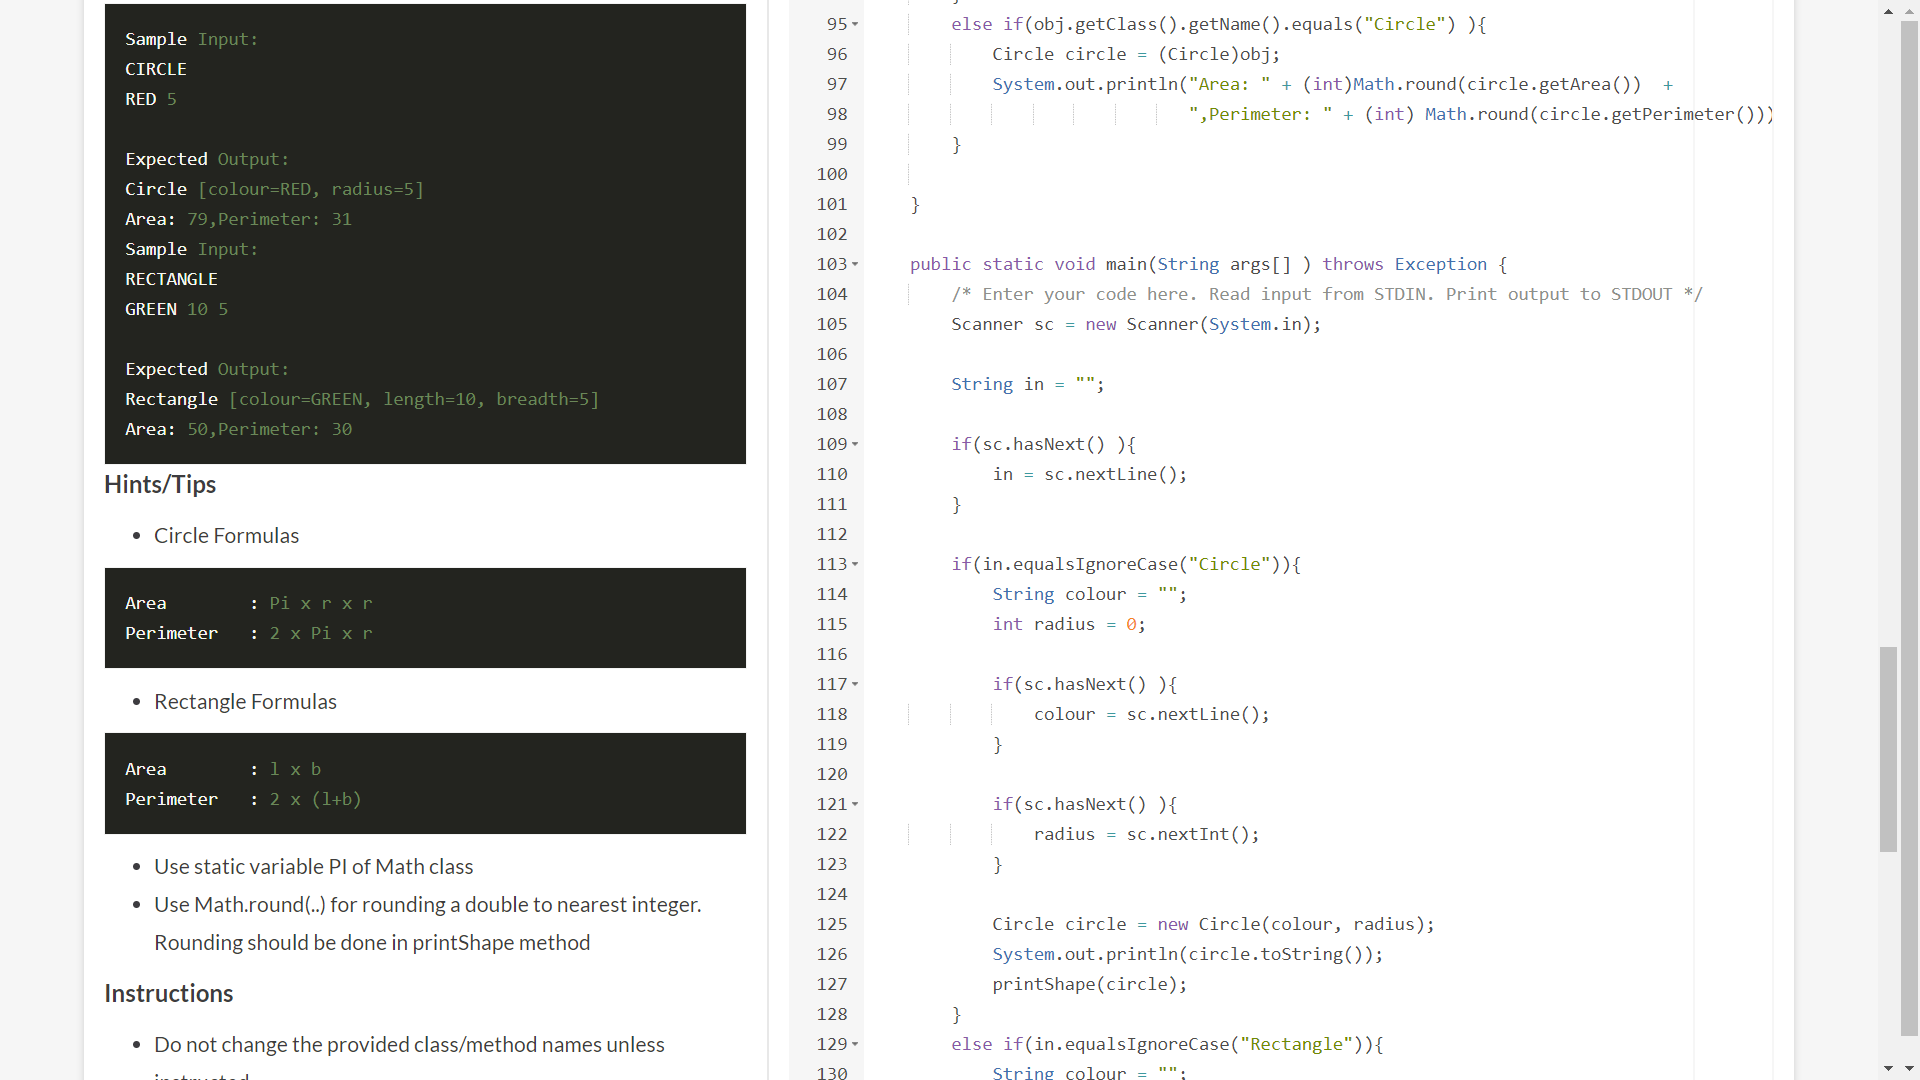 Sample Input:
CIRCLE
RED 5
Expected Output:
Circle [colour=RED, radius=5]
Area: 79,Perimeter: 31
Sample Input:
RECTANGLE
GREEN 10 5
Expected Output:
Rectangle [colour=GREEN, length=10, breadth=5]
Area: 50,Perimeter: 30
Hints/Tips
• Circle Formulas
Area        : Pi x r x r
Perimeter   : 2 x Pi x r
• Rectangle Formulas
Area        : l x b
Perimeter   : 2 x (l+b)
• Use static variable PI of Math class
• Use Math.round(..) for rounding a double to nearest integer.
Rounding should be done in printShape method
Instructions
• Do not change the provided class/method names unless
instructed
95 else if(obj.getClass().getName().equals("Circle") ){
96 Circle circle = (Circle)obj;
97 System.out.println("Area: " + (int)Math.round(circle.getArea())  +
98 ",Perimeter: " + (int) Math.round(circle.getPerimeter()))
99 }
100
101 }
102
103 public static void main(String args[] ) throws Exception {
104 /* Enter your code here. Read input from STDIN. Print output to STDOUT */
105 Scanner sc = new Scanner(System.in);
106
107 String in = "";
108
109 if(sc.hasNext() ){
110 in = sc.nextLine();
111 }
112
113 if(in.equalsIgnoreCase("Circle")){
114 String colour = "";
115 int radius = 0;
116
117 if(sc.hasNext() ){
118 colour = sc.nextLine();
119 }
120
121 if(sc.hasNext() ){
122 radius = sc.nextInt();
123 }
124
125 Circle circle = new Circle(colour, radius);
126 System.out.println(circle.toString());
127 printShape(circle);
128 }
129 else if(in.equalsIgnoreCase("Rectangle")){
130 String colour = "";